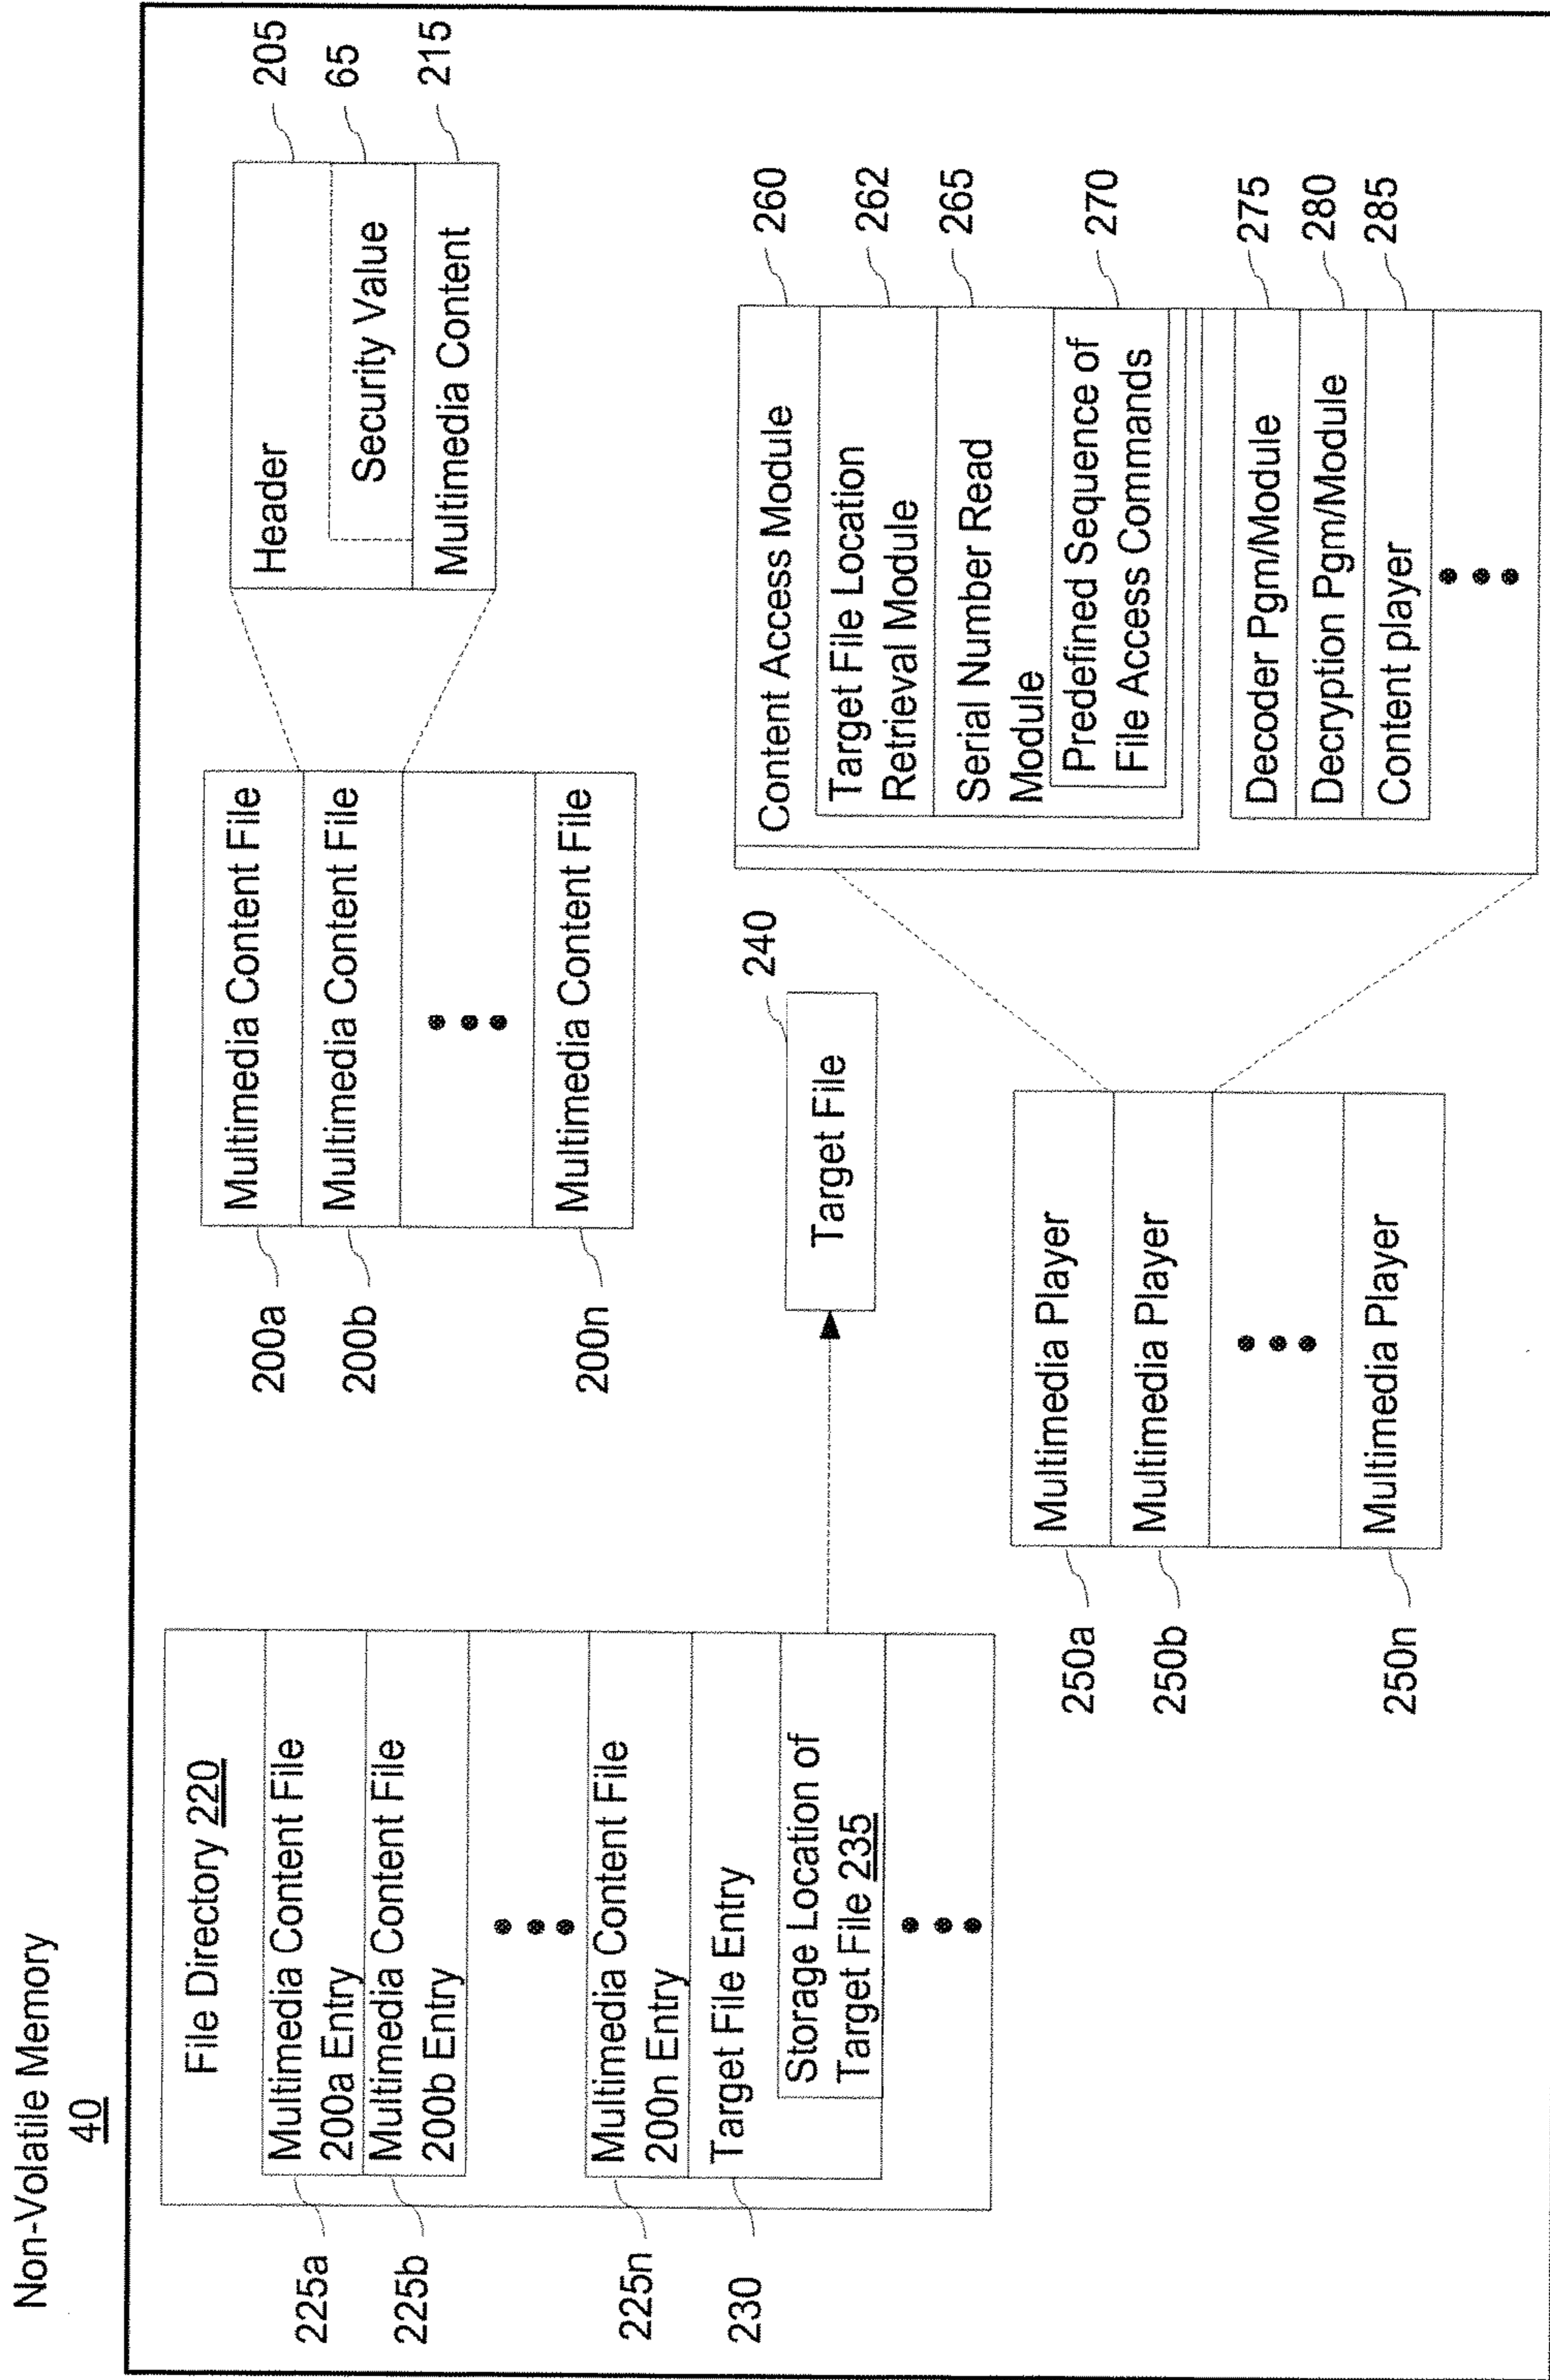 Non-Volatile Memory
40
File Directory 220
Multimedia Content File
200a Entry
Multimedia Content File
200b Entry
Multimedia Content File
200n Entry
Target File Entry
Storage Location of
Target File 235
225a
225b
225n
230
Multimedia Content File
Multimedia Content File
Multimedia Content File
200a
200b
200n
Header
Security Value
Multimedia Content
205
65
215
Target File
240
Multimedia Player
Multimedia Player
Multimedia Player
250a
250b
250n
Content Access Module
Target File Location
Retrieval Module
Serial Number Read
Module
Predefined Sequence of
File Access Commands
Decoder Pgm/Module
Decryption Pgm/Module
Content player
260
262
265
270
275
280
285